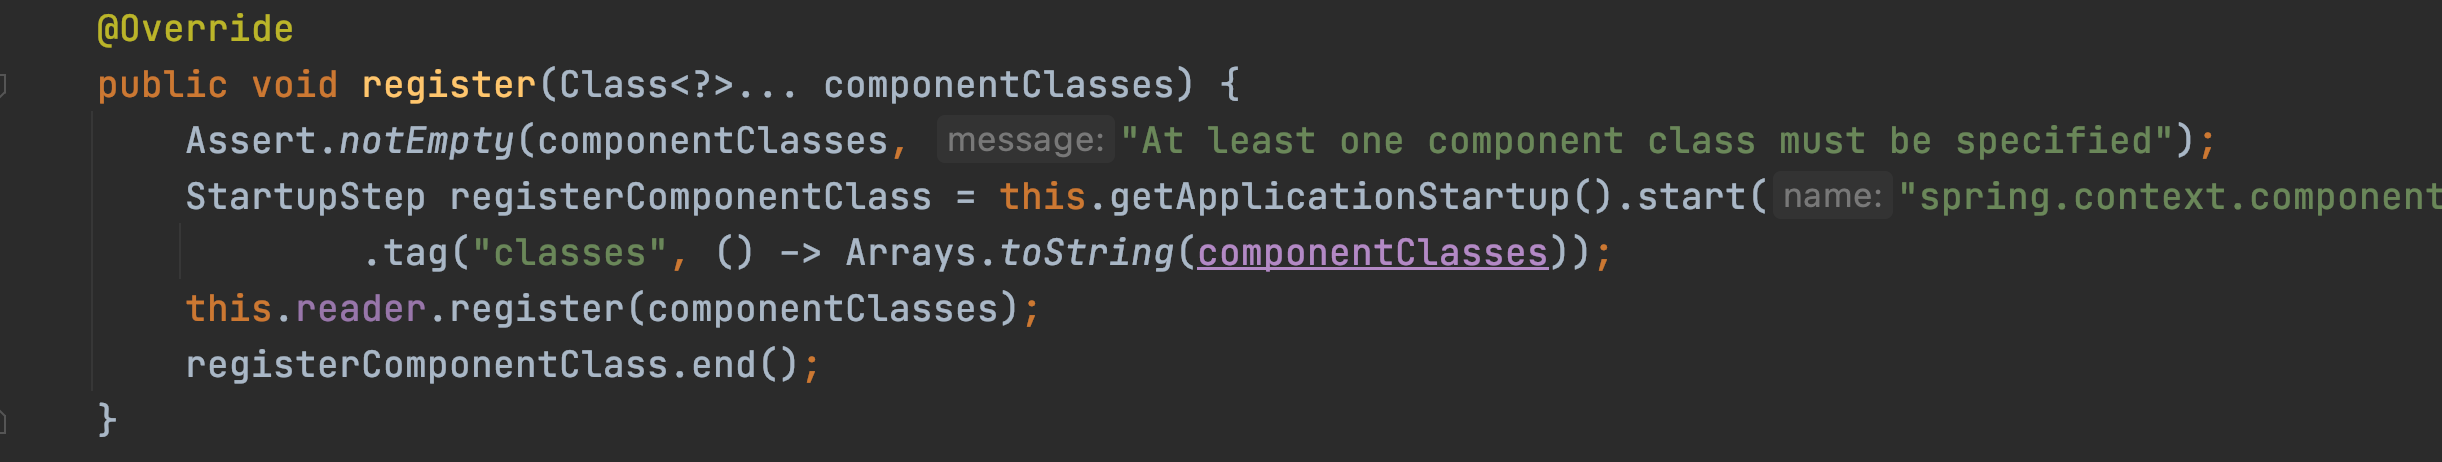 @Override
public void register(Class<?>... componentClasses) {
Assert.notEmpty(componentClasses, message: "At least one component class must be specified");
StartupStep registerComponentClass = this.getApplicationStartup().start( name: "spring.context.component
.tag("classes", () -> Arrays.toString(componentClasses));
this.reader.register(componentClasses);
registerComponentClass.end();
}